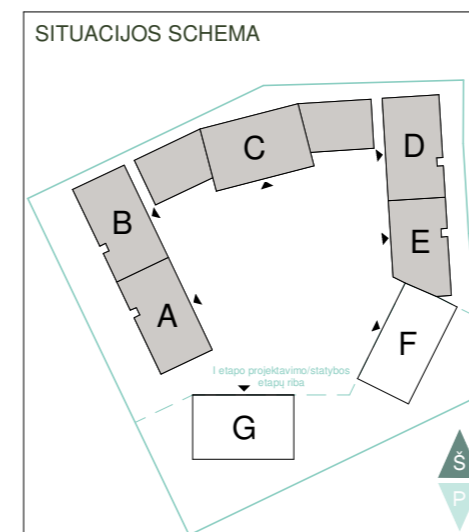 SITUACIJOS SCHEMA
C
D
B
E
A
F
I etapo projektavimo/statybos
etapų riba
G
Š
P